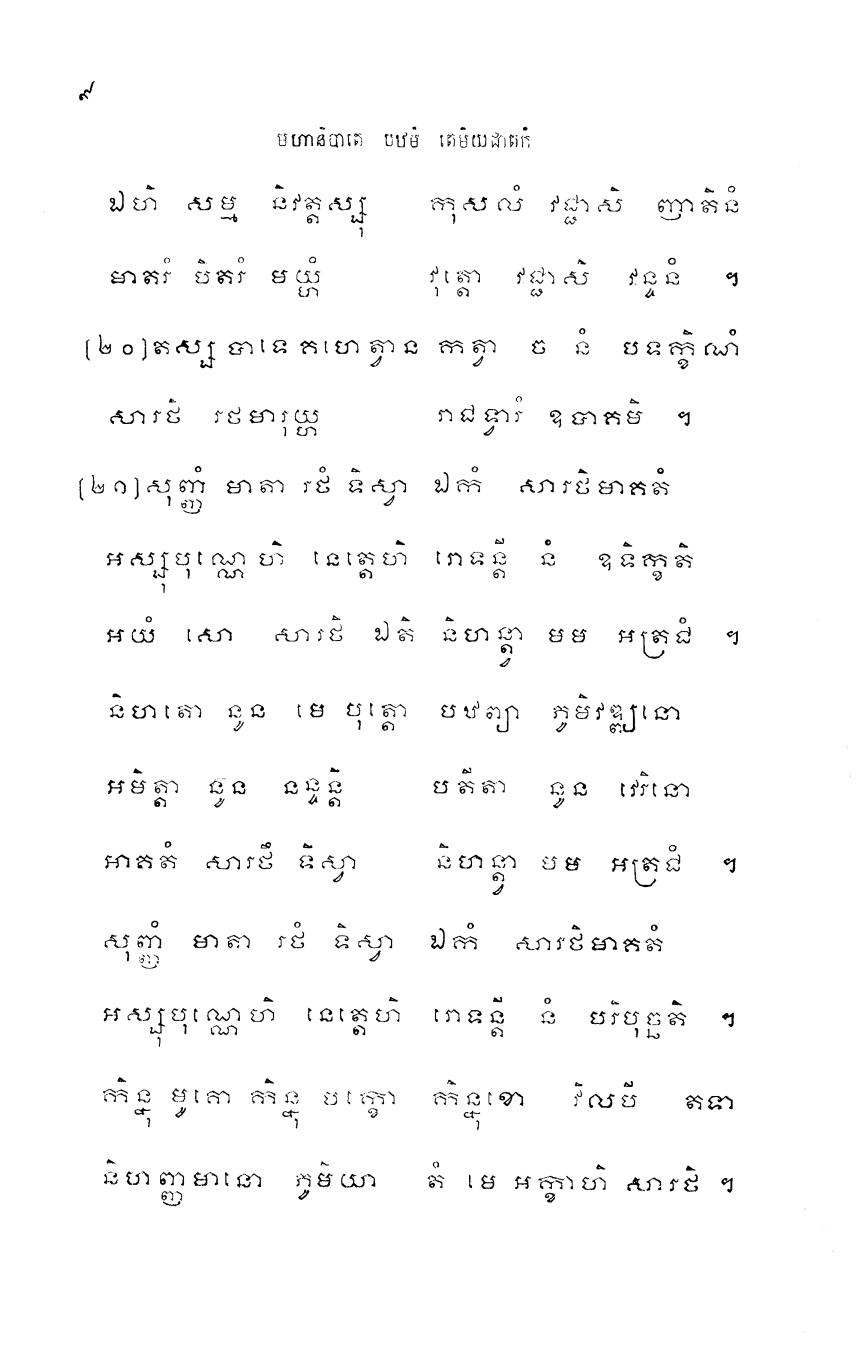 ៩
មហានិបាតេ បឋមំ តេមិយជាតកំ
ឯហិ សម្ម និវត្តស្សុ កុសលំ វជ្ជាសិ ញាតិនំ
មាតរំ បិតរំ មយ្ហំ វុត្តោ វជ្ជាសិ វន្ទនំ ។
(២០)តស្ស បាទេ គហេត្វាន កត្វា ច នំ បទក្ខិណំ
សារថិ រថមារុយ្ហ រាជទ្វារំ ឧបាគមិ ។
(២១)សុញ្ញំ មាតា រថំ ទិស្វា ឯកំ សារថិមាគតំ
អស្សុបុណ្ណេហិ នេត្តេហិ រោទន្តី នំ ឧទិក្ខតិ
អយំ សោ សារថិ ឯតិ និហន្ត្វា មម អត្រជំ ។
និហតោ នូន មេ បុត្តោ បឋព្យា ភូមិវឌ្ឍនោ
អមិត្តា នូន នន្ទន្តិ បតីតា នូន វេរិនោ
អាគតំ សារថឹ ទិស្វា និហន្ត្វា មម អត្រជំ ។
សុញ្ញំ មាតា រថំ ទិស្វា ឯកំ សារថិមាគតំ
អស្សុបុណ្ណេហិ នេត្តេហិ រោទន្តី នំ បរិបុច្ឆតិ ។
កិន្នុ មូគោ កិន្នុ បក្ខោ កិន្នុខោ វិលបី តទា
និហញ្ញមានោ ភូមិយា តំ មេ អក្ខាហិ សារថិ ។